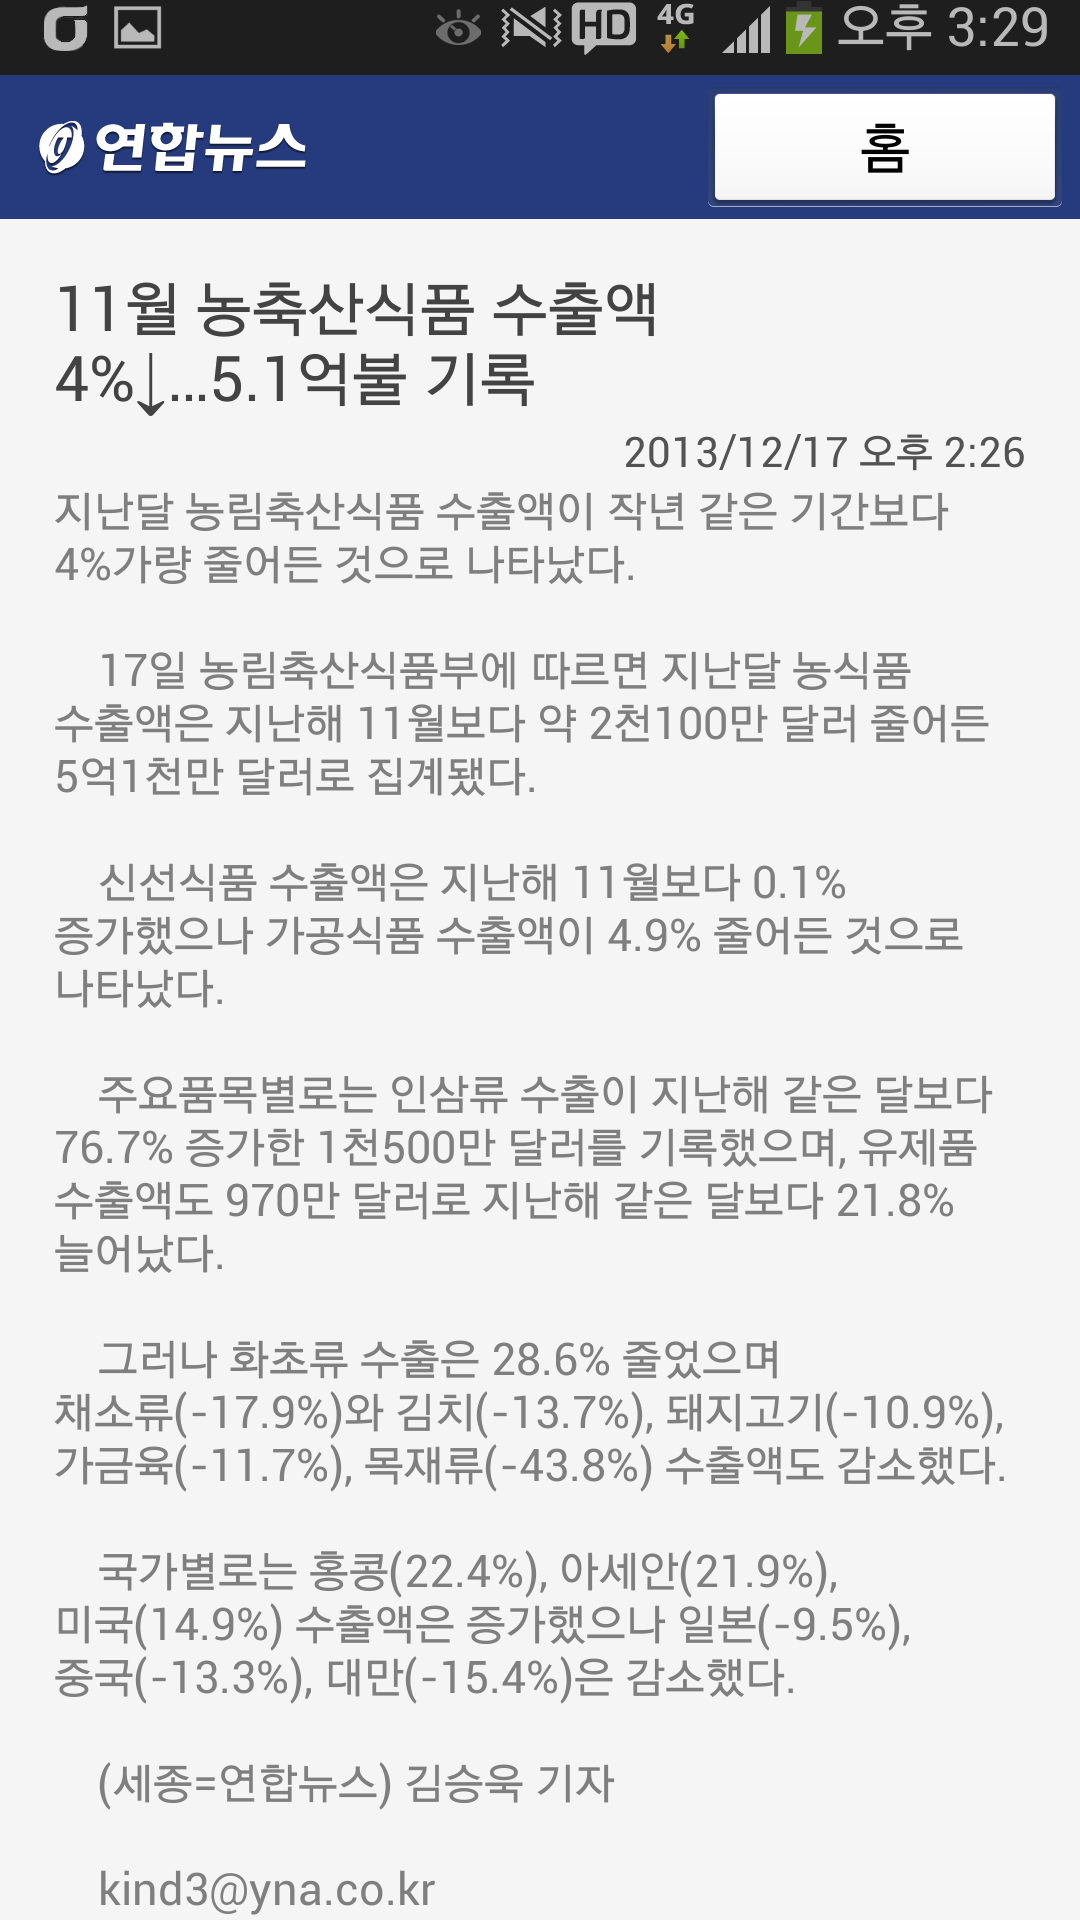 HD 4G 오후 3:29
연합뉴스 홈
11월 농축산식품 수출액
4%↓...5.1억불 기록
2013/12/17 오후 2:26
지난달 농림축산식품 수출액이 작년 같은 기간보다
4%가량 줄어든 것으로 나타났다.
17일 농림축산식품부에 따르면 지난달 농식품
수출액은 지난해 11월보다 약 2천100만 달러 줄어든
5억1천만 달러로 집계됐다.
신선식품 수출액은 지난해 11월보다 0.1%
증가했으나 가공식품 수출액이 4.9% 줄어든 것으로
나타났다.
주요품목별로는 인삼류 수출이 지난해 같은 달보다
76.7% 증가한 1천500만 달러를 기록했으며, 유제품
수출액도 970만 달러로 지난해 같은 달보다 21.8%
늘어났다.
그러나 화초류 수출은 28.6% 줄었으며
채소류(-17.9%)와 김치(-13.7%), 돼지고기(-10.9%),
가금육(-11.7%), 목재류(-43.8%) 수출액도 감소했다.
국가별로는 홍콩(22.4%), 아세안(21.9%),
미국(14.9%) 수출액은 증가했으나 일본(-9.5%),
중국(-13.3%), 대만(-15.4%)은 감소했다.
(세종=연합뉴스) 김승욱 기자
kind3@yna.co.kr